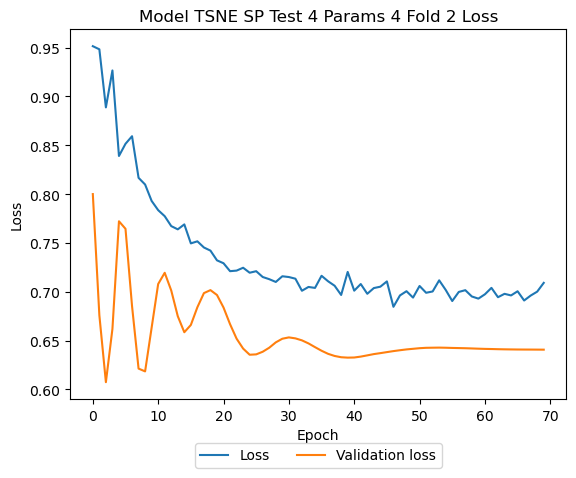 Model TSNE SP Test 4 Params 4 Fold 2 Loss
Loss
0.95
0.90
0.85
0.80
0.75
0.70
0.65
0.60
0 10 20 30 40 50 60 70
Epoch
Loss Validation loss